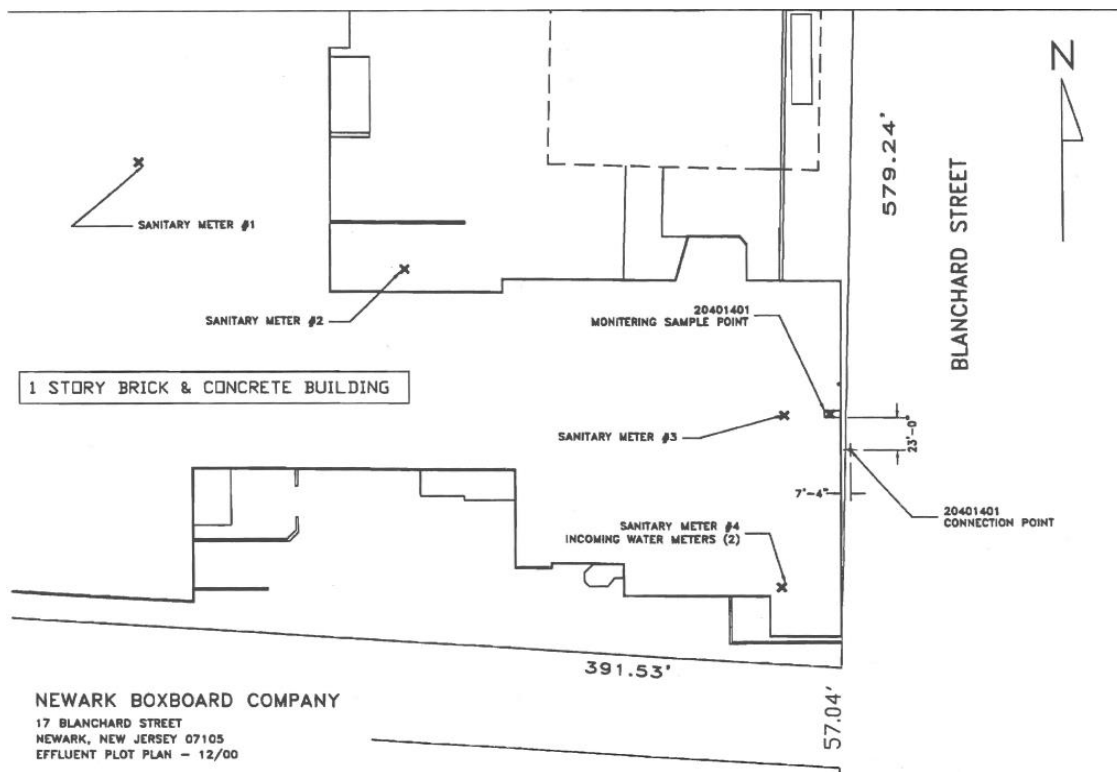 N
579.24'
BLANCHARD STREET
SANITARY METER #1
SANITARY METER #2
20401401
MONITERING SAMPLE POINT
1 STORY BRICK & CONCRETE BUILDING
SANITARY METER #3
23'-0"
7'-4"
20401401
CONNECTION POINT
SANITARY METER #4
INCOMING WATER METERS (2)
391.53'
57.04'
NEWARK BOXBOARD COMPANY
17 BLANCHARD STREET
NEWARK, NEW JERSEY 07105
EFFLUENT PLOT PLAN - 12/00